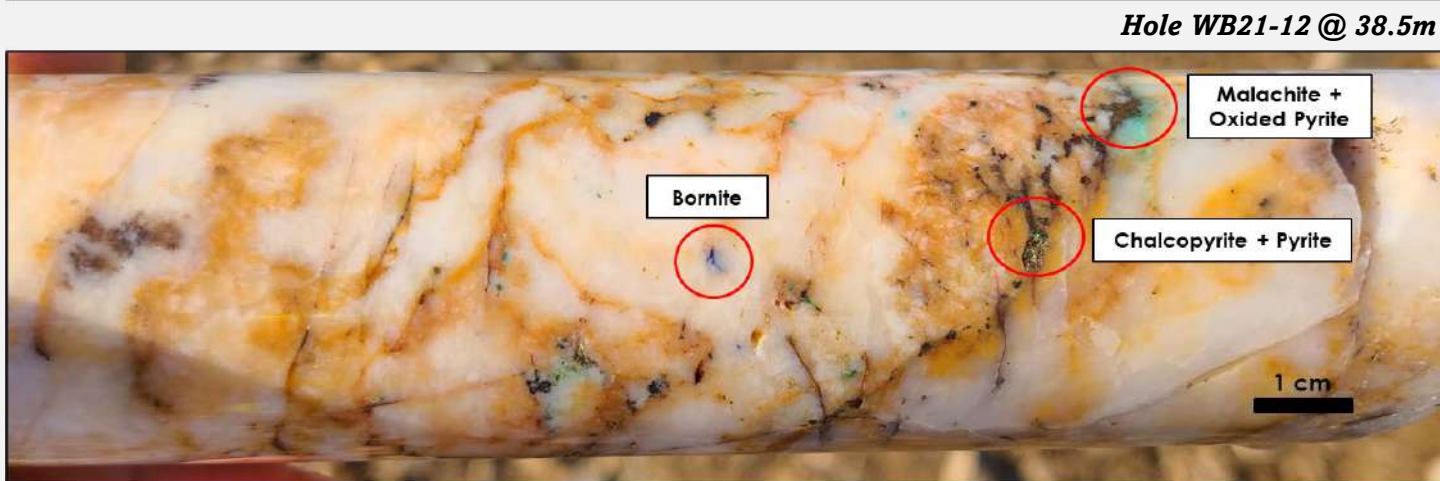 Hole WB21-12 @ 38.5m
Malachite +
Oxided Pyrite
Bornite
Chalcopyrite + Pyrite
1 cm